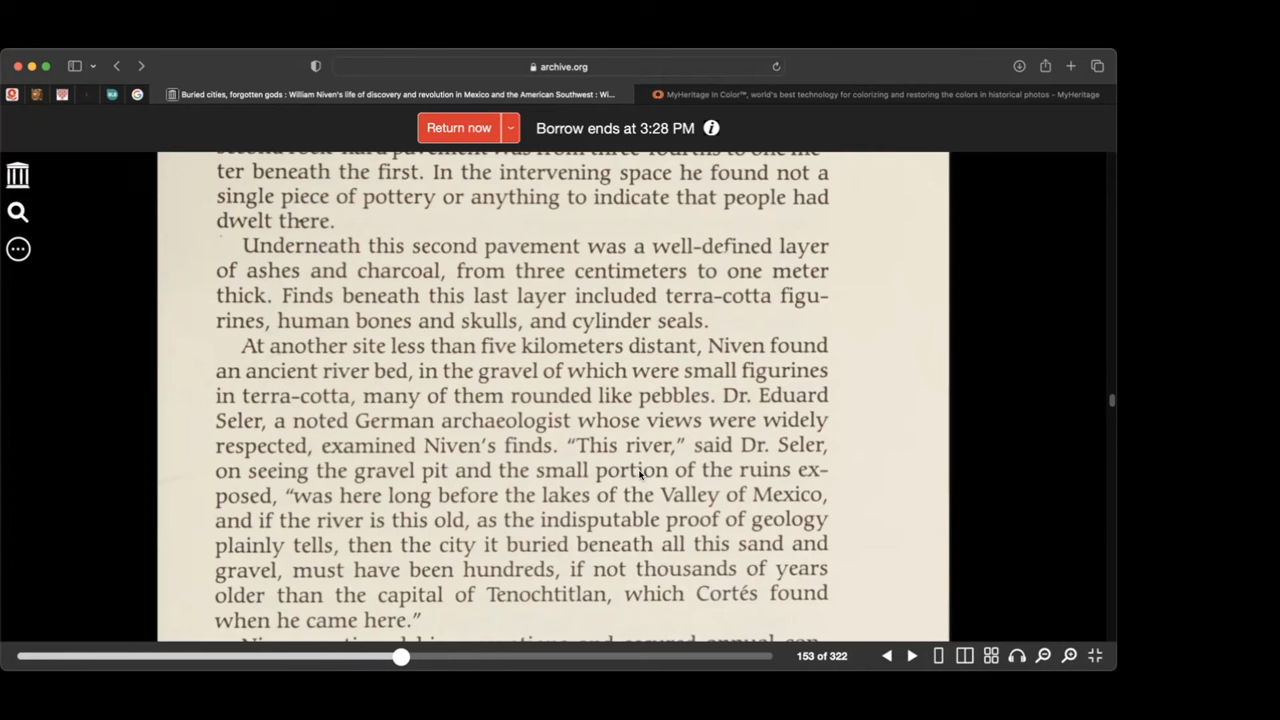 archive.org
Buried cities, forgotten gods : William Niven's life of discovery and revolution in Mexico and the American Southwest : Wi...
MyHeritage In Color™, world's best technology for colorizing and restoring the colors in historical photos - MyHeritage
Return now
Borrow ends at 3:28 PM
second rock-hard pavement was from three-fourths to one me-
ter beneath the first. In the intervening space he found not a
single piece of pottery or anything to indicate that people had
dwelt there.
Underneath this second pavement was a well-defined layer
of ashes and charcoal, from three centimeters to one meter
thick. Finds beneath this last layer included terra-cotta figu-
rines, human bones and skulls, and cylinder seals.
At another site less than five kilometers distant, Niven found
an ancient river bed, in the gravel of which were small figurines
in terra-cotta, many of them rounded like pebbles. Dr. Eduard
Seler, a noted German archaeologist whose views were widely
respected, examined Niven's finds. “This river,” said Dr. Seler,
on seeing the gravel pit and the small portion of the ruins ex-
posed, “was here long before the lakes of the Valley of Mexico,
and if the river is this old, as the indisputable proof of geology
plainly tells, then the city it buried beneath all this sand and
gravel, must have been hundreds, if not thousands of years
older than the capital of Tenochtitlan, which Cortés found
when he came here.”
153 of 322